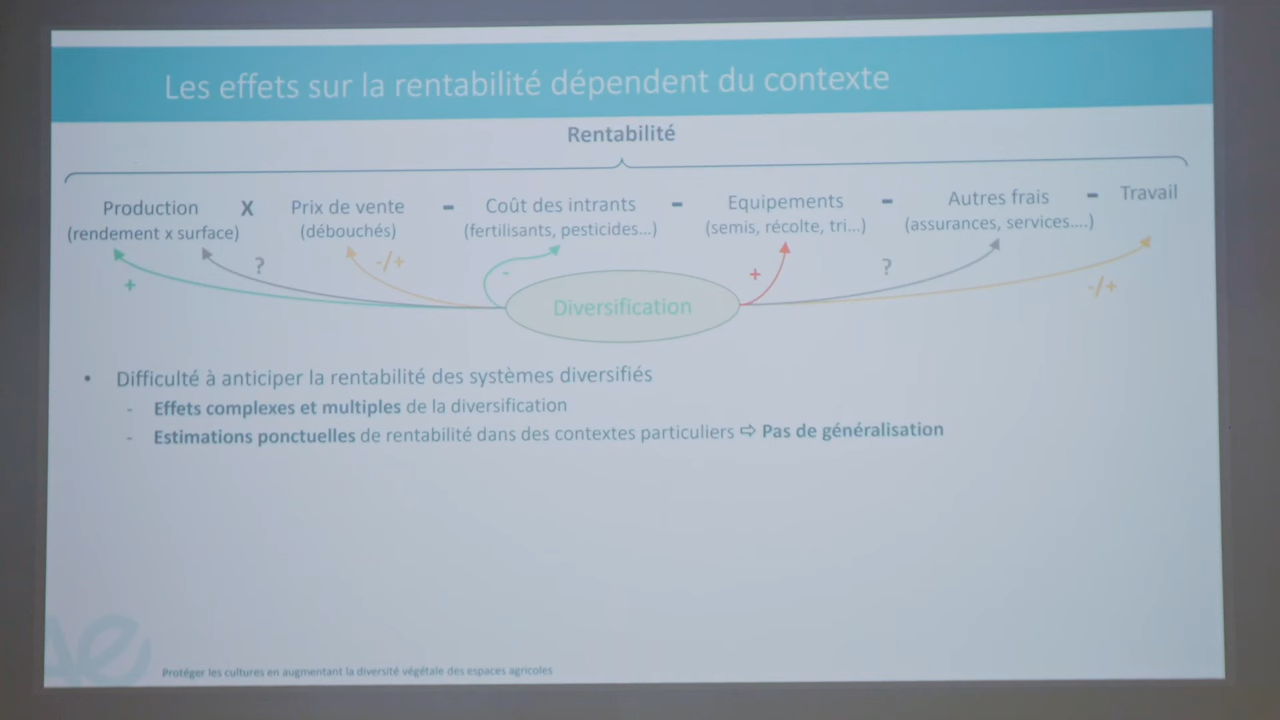 Les effets sur la rentabilité dépendent du contexte
Rentabilité
Production X Prix de vente - Coût des intrants - Equipements - Autres frais - Travail
(rendement x surface) (débouchés) (fertilisants, pesticides...) (semis, récolte, tri...) (assurances, services....)
+ ? -/+ - + ? -/+
Diversification
• Difficulté à anticiper la rentabilité des systèmes diversifiés
- Effets complexes et multiples de la diversification
- Estimations ponctuelles de rentabilité dans des contextes particuliers ⇨ Pas de généralisation
Protéger les cultures en augmentant la diversité végétale des espaces agricoles